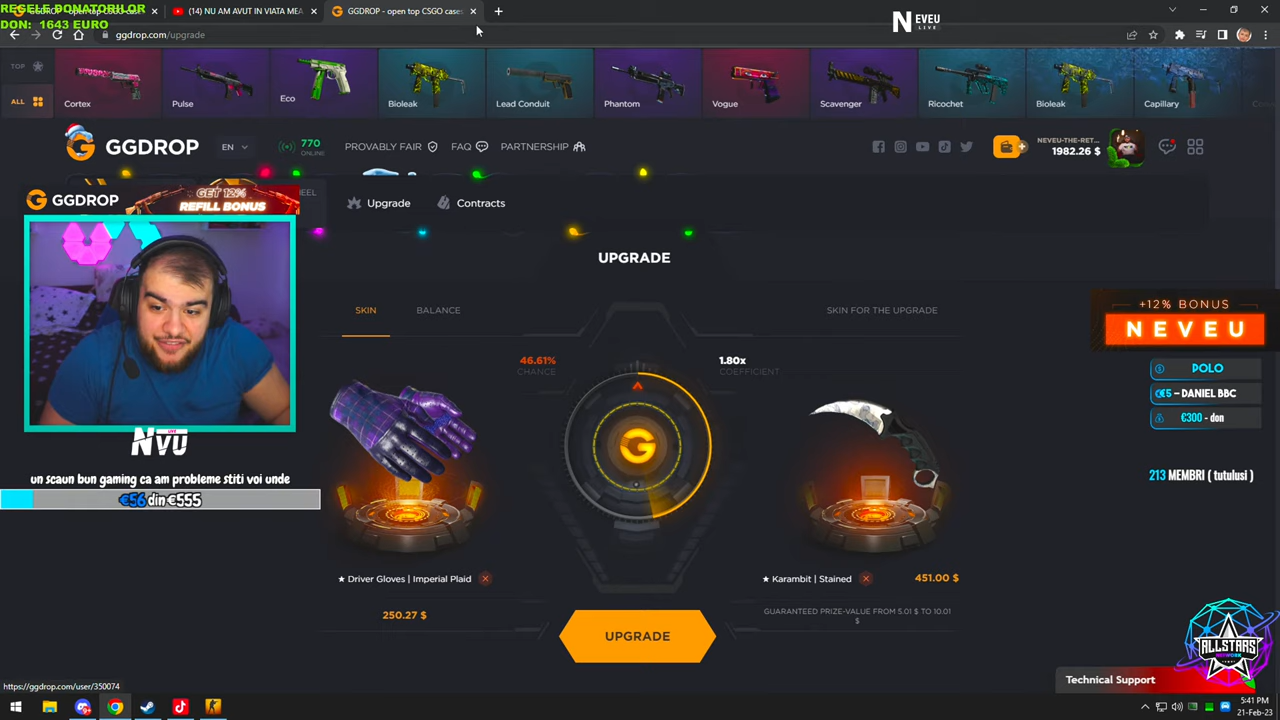 REGELE DONATORILOR
DON: 1643 EURO
(14) NU AM AVUT IN VIATA MEA
GGDROP - open top CSGO cases
ggdrop.com/upgrade
NEVEU
LIVE
TOP
ALL
Cortex
Pulse
Eco
Bioleak
Lead Conduit
Phantom
Vogue
Scavenger
Ricochet
Bioleak
Capillary
GGDROP
EN
770
ONLINE
PROVABLY FAIR
FAQ
PARTNERSHIP
NEVEU-THE-RET...
1982.26 $
GGDROP
GET 12%
REFILL BONUS
Upgrade
Contracts
UPGRADE
SKIN
BALANCE
SKIN FOR THE UPGRADE
46.61%
CHANCE
1.80x
COEFFICIENT
+12% BONUS
NEVEU
POLO
€5 - DANIEL BBC
€300 - don
NVU
LIVE
un scaun bun gaming ca am probleme stiti voi unde
€56 din €555
213 MEMBRI ( tutulusi )
★ Driver Gloves | Imperial Plaid
250.27 $
★ Karambit | Stained
451.00 $
GUARANTEED PRIZE-VALUE FROM 5.01 $ TO 10.01
$
UPGRADE
ALLSTARS
NETWORK
Technical Support
https://ggdrop.com/user/350074
5:41 PM
21-Feb-23